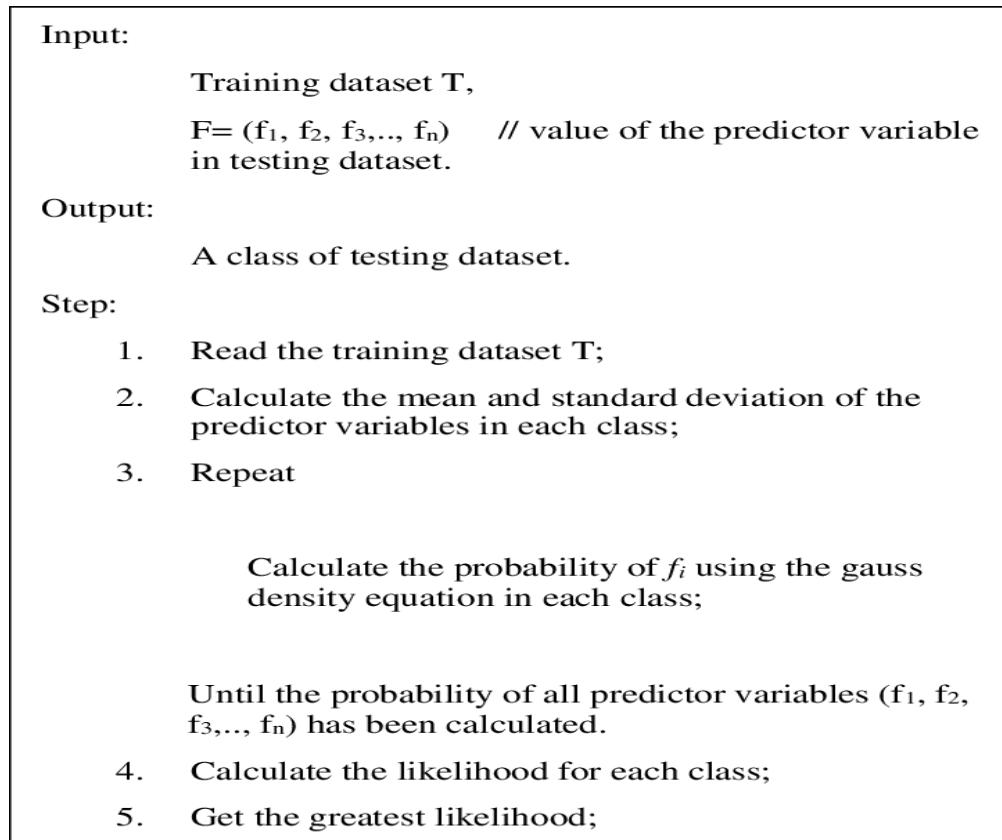 Input:
Training dataset T,
F= (f₁, f₂, f₃,.., fₙ) // value of the predictor variable
in testing dataset.
Output:
A class of testing dataset.
Step:
1. Read the training dataset T;
2. Calculate the mean and standard deviation of the
predictor variables in each class;
3. Repeat
Calculate the probability of fᵢ using the gauss
density equation in each class;
Until the probability of all predictor variables (f₁, f₂,
f₃,.., fₙ) has been calculated.
4. Calculate the likelihood for each class;
5. Get the greatest likelihood;